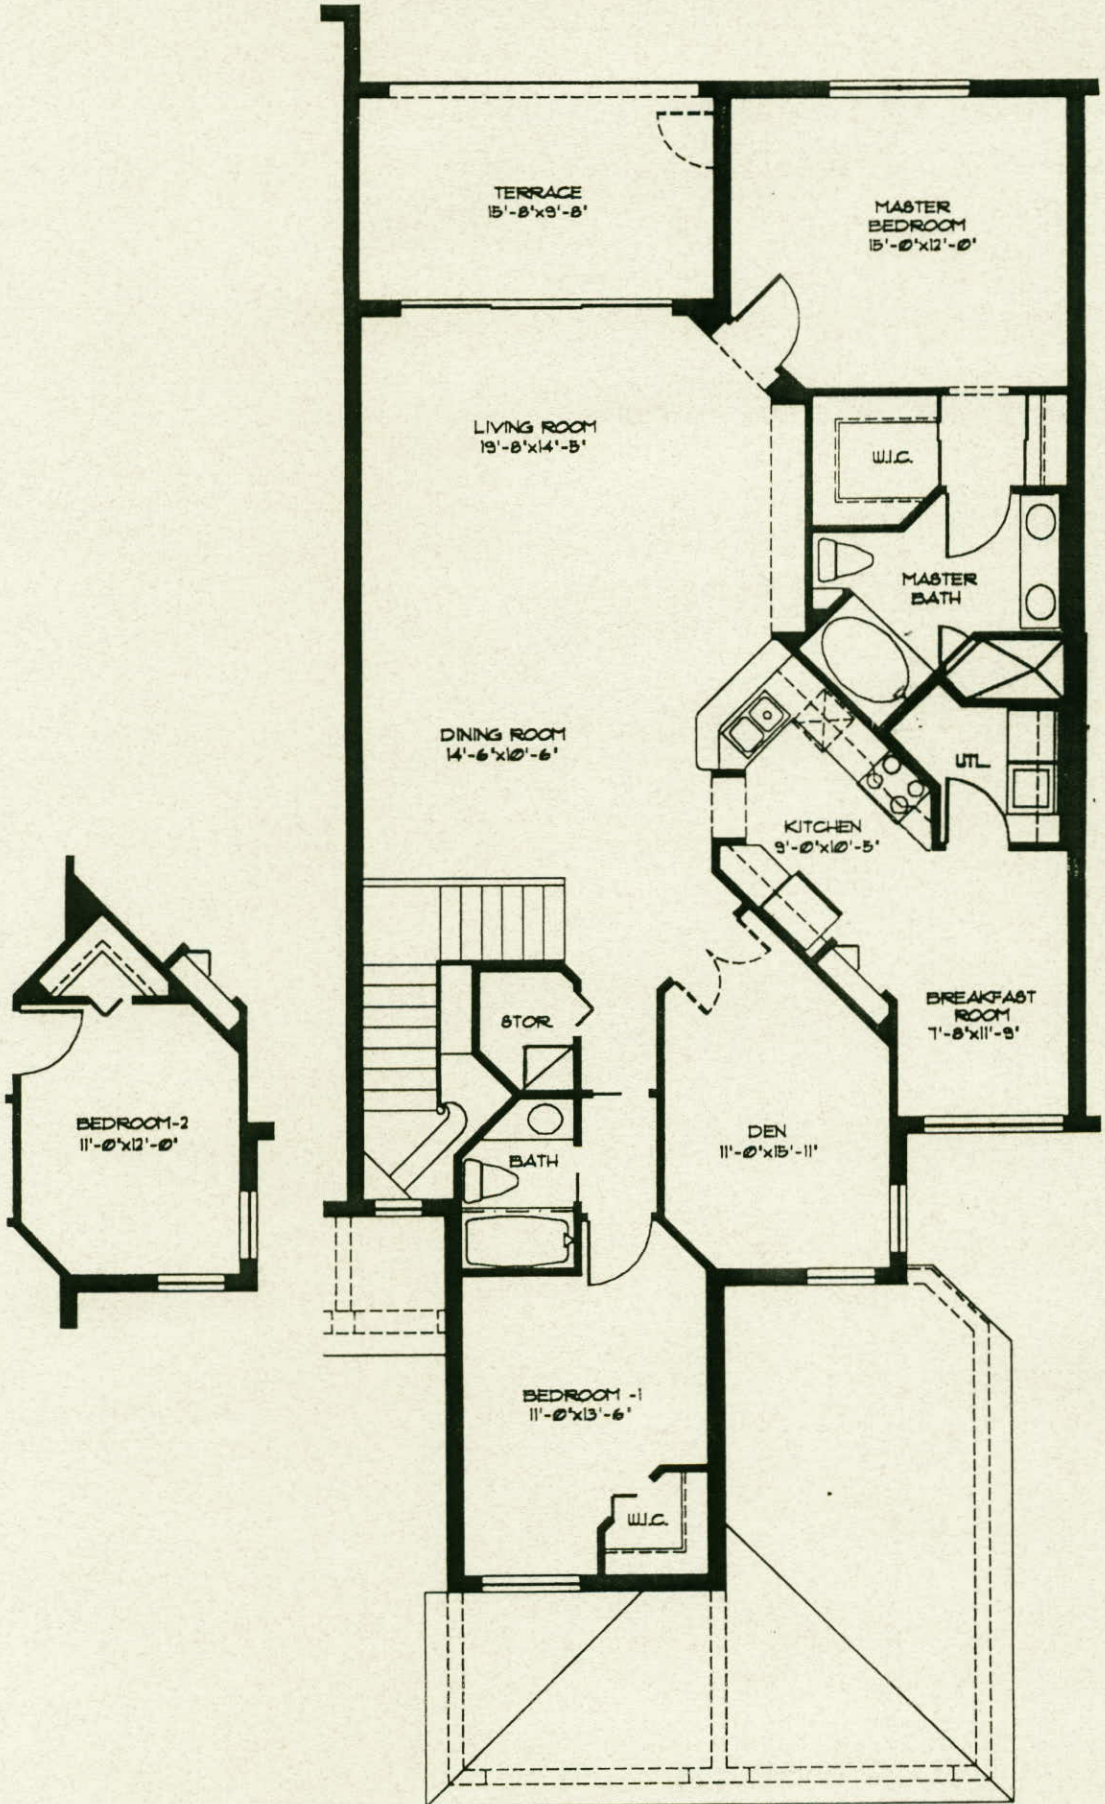 TERRACE
15'-8"x9'-8"
MASTER
BEDROOM
15'-0"x12'-0"
LIVING ROOM
19'-8"x14'-5"
W.I.C.
MASTER
BATH
DINING ROOM
14'-6"x10'-6"
UTL.
KITCHEN
9'-0"x10'-5"
BREAKFAST
ROOM
7'-8"x11'-9"
STOR.
BEDROOM-2
11'-0"x12'-0"
DEN
11'-0"x15'-11"
BATH
BEDROOM -1
11'-0"x13'-6"
W.I.C.